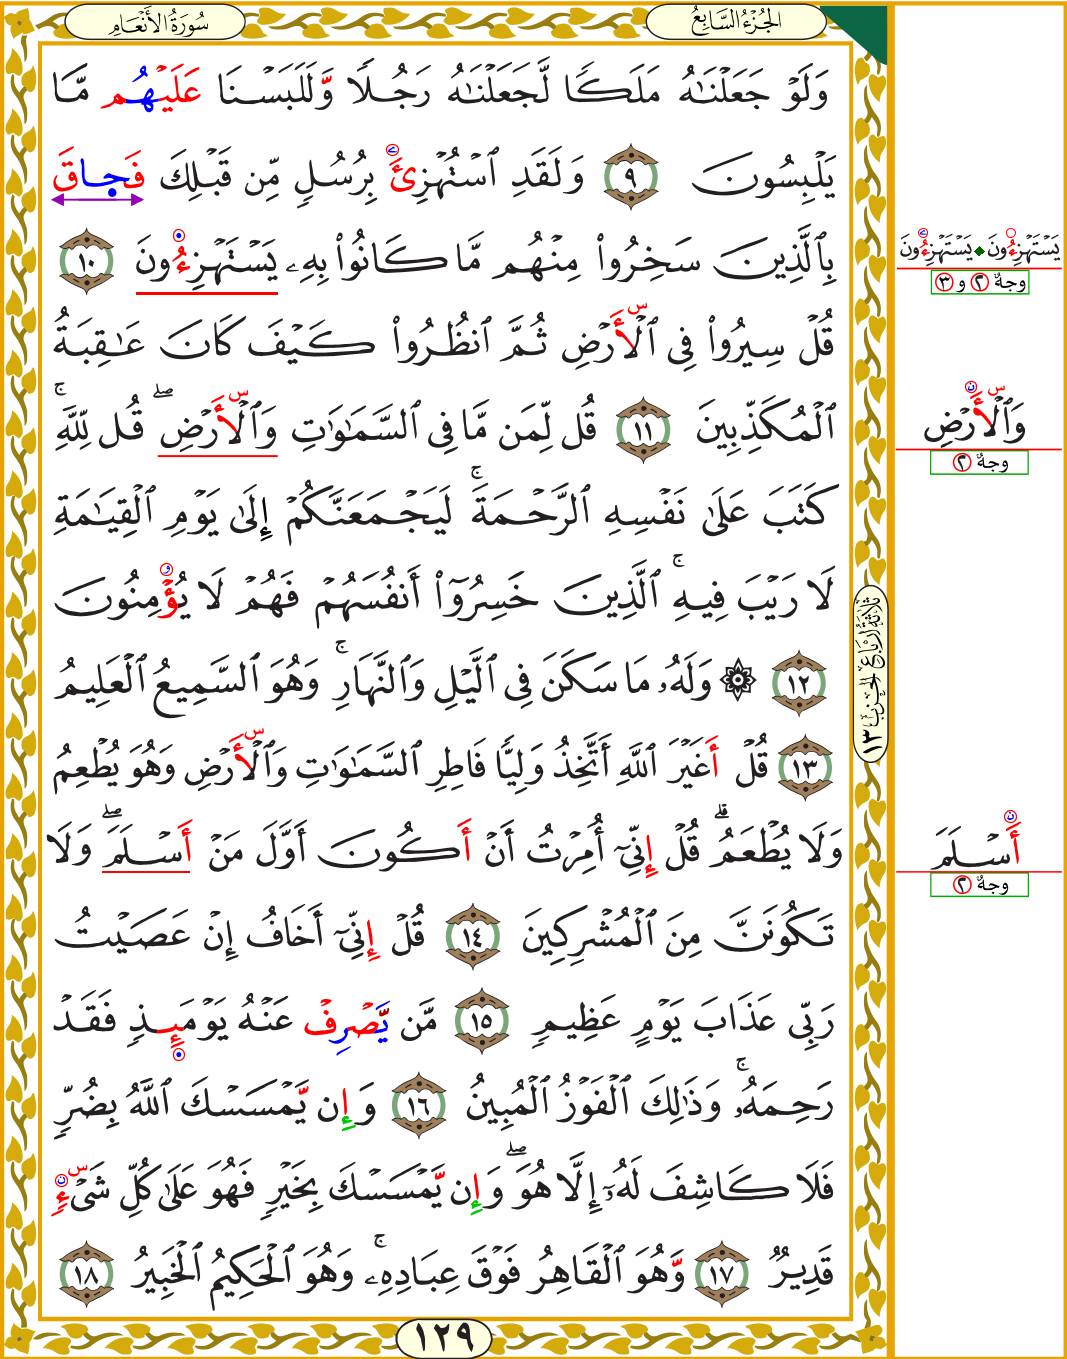 الجُزْءُ السَّابِعُ
سُورَةُ الأَنْعَامِ
وَلَوْ جَعَلْنَٰهُ مَلَكًا لَّجَعَلْنَٰهُ رَجُلًا وَلَلَبَسْنَا عَلَيْهُم مَّا
يَلْبِسُونَ ٩ وَلَقَدِ ٱسْتُهْزِئَ بِرُسُلٍ مِّن قَبْلِكَ فَحَاقَ
بِٱلَّذِينَ سَخِرُوا۟ مِنْهُم مَّا كَانُوا۟ بِهِۦ يَسْتَهْزِءُونَ ١٠
قُلْ سِيرُوا۟ فِى ٱلْأَرْضِ ثُمَّ ٱنظُرُوا۟ كَيْفَ كَانَ عَٰقِبَةُ
ٱلْمُكَذِّبِينَ ١١ قُل لِّمَن مَّا فِى ٱلسَّمَٰوَٰتِ وَٱلْأَرْضِ ۖ قُل لِّلَّهِ ۚ
كَتَبَ عَلَىٰ نَفْسِهِ ٱلرَّحْمَةَ ۚ لَيَجْمَعَنَّكُمْ إِلَىٰ يَوْمِ ٱلْقِيَٰمَةِ
لَا رَيْبَ فِيهِ ۚ ٱلَّذِينَ خَسِرُوٓا۟ أَنفُسَهُمْ فَهُمْ لَا يُؤْمِنُونَ
١٢ ۞ وَلَهُۥ مَا سَكَنَ فِى ٱلَّيْلِ وَٱلنَّهَارِ ۚ وَهُوَ ٱلسَّمِيعُ ٱلْعَلِيمُ
١٣ قُلْ أَغَيْرَ ٱللَّهِ أَتَّخِذُ وَلِيًّا فَاطِرِ ٱلسَّمَٰوَٰتِ وَٱلْأَرْضِ وَهُوَ يُطْعِمُ
وَلَا يُطْعَمُ ۗ قُلْ إِنِّىٓ أُمِرْتُ أَنْ أَكُونَ أَوَّلَ مَنْ أَسْلَمَ ۖ وَلَا
تَكُونَنَّ مِنَ ٱلْمُشْرِكِينَ ١٤ قُلْ إِنِّىٓ أَخَافُ إِنْ عَصَيْتُ
رَبِّى عَذَابَ يَوْمٍ عَظِيمٍ ١٥ مَّن يَصْرِفْ عَنْهُ يَوْمَئِذٍ فَقَدْ
رَحِمَهُۥ ۚ وَذَٰلِكَ ٱلْفَوْزُ ٱلْمُبِينُ ١٦ وَإِن يَمْسَسْكَ ٱللَّهُ بِضُرٍّ
فَلَا كَاشِفَ لَهُۥٓ إِلَّا هُوَ ۖ وَإِن يَمْسَسْكَ بِخَيْرٍ فَهُوَ عَلَىٰ كُلِّ شَىْءٍ
قَدِيرٌ ١٧ وَهُوَ ٱلْقَاهِرُ فَوْقَ عِبَادِهِۦ ۚ وَهُوَ ٱلْحَكِيمُ ٱلْخَبِيرُ ١٨
١٢٩
يَسْتَهْزِءُونَ ◆ يَسْتَهْزِءُونَ
وجهٌ ٢ و ٣
وَٱلْأَرْضِ
وجهٌ ٢
ثلاثة أرباع الحزب ١٣
أَسْلَمَ
وجهٌ ٢